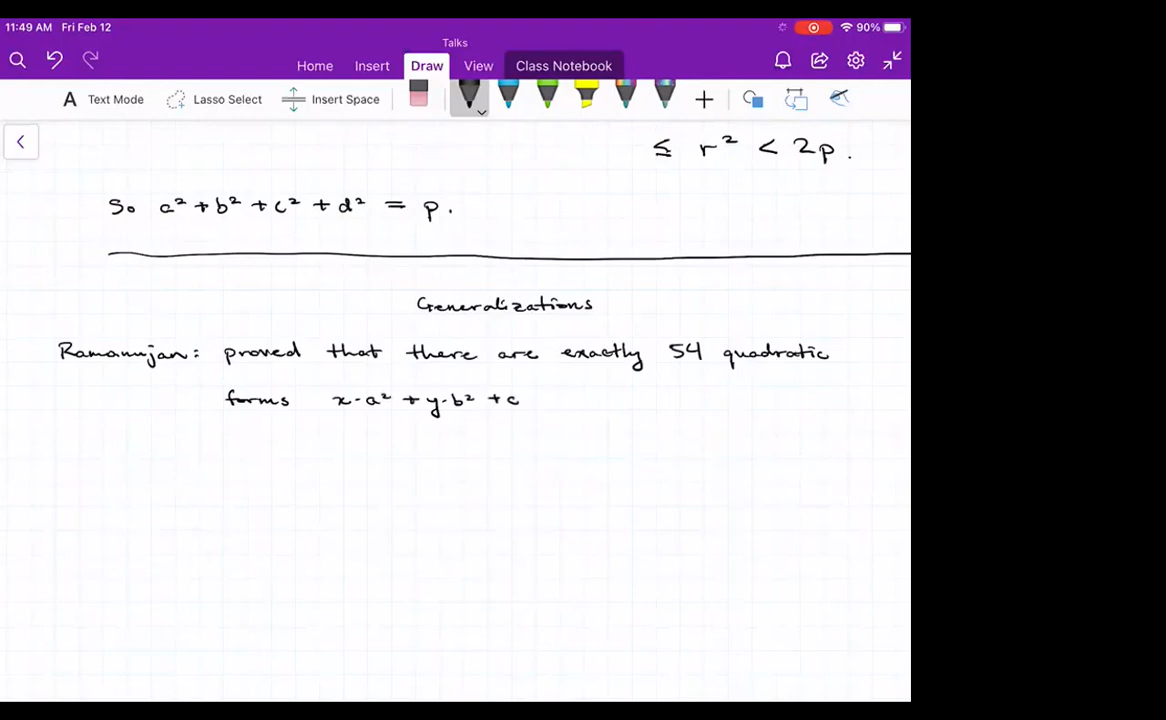 11:49 AM Fri Feb 12 90%
Talks
Home Insert Draw View Class Notebook
A Text Mode Lasso Select Insert Space
≤ r² < 2p.
So a² + b² + c² + d² = p.
Generalizations
Ramanujan: proved that there are exactly 54 quadratic
forms x·a² + y·b² + c